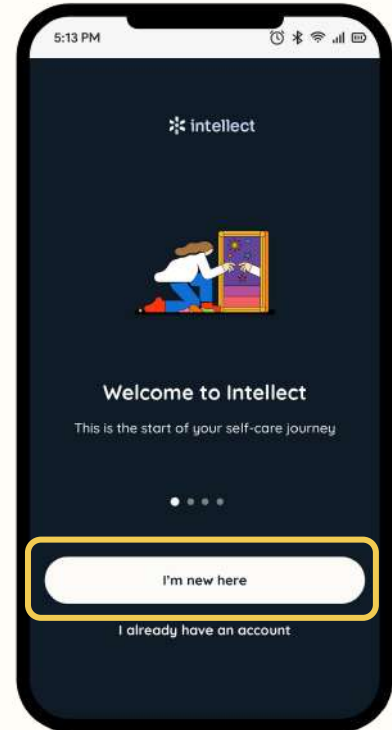 5:13 PM
intellect
Welcome to Intellect
This is the start of your self-care journey
I'm new here
I already have an account